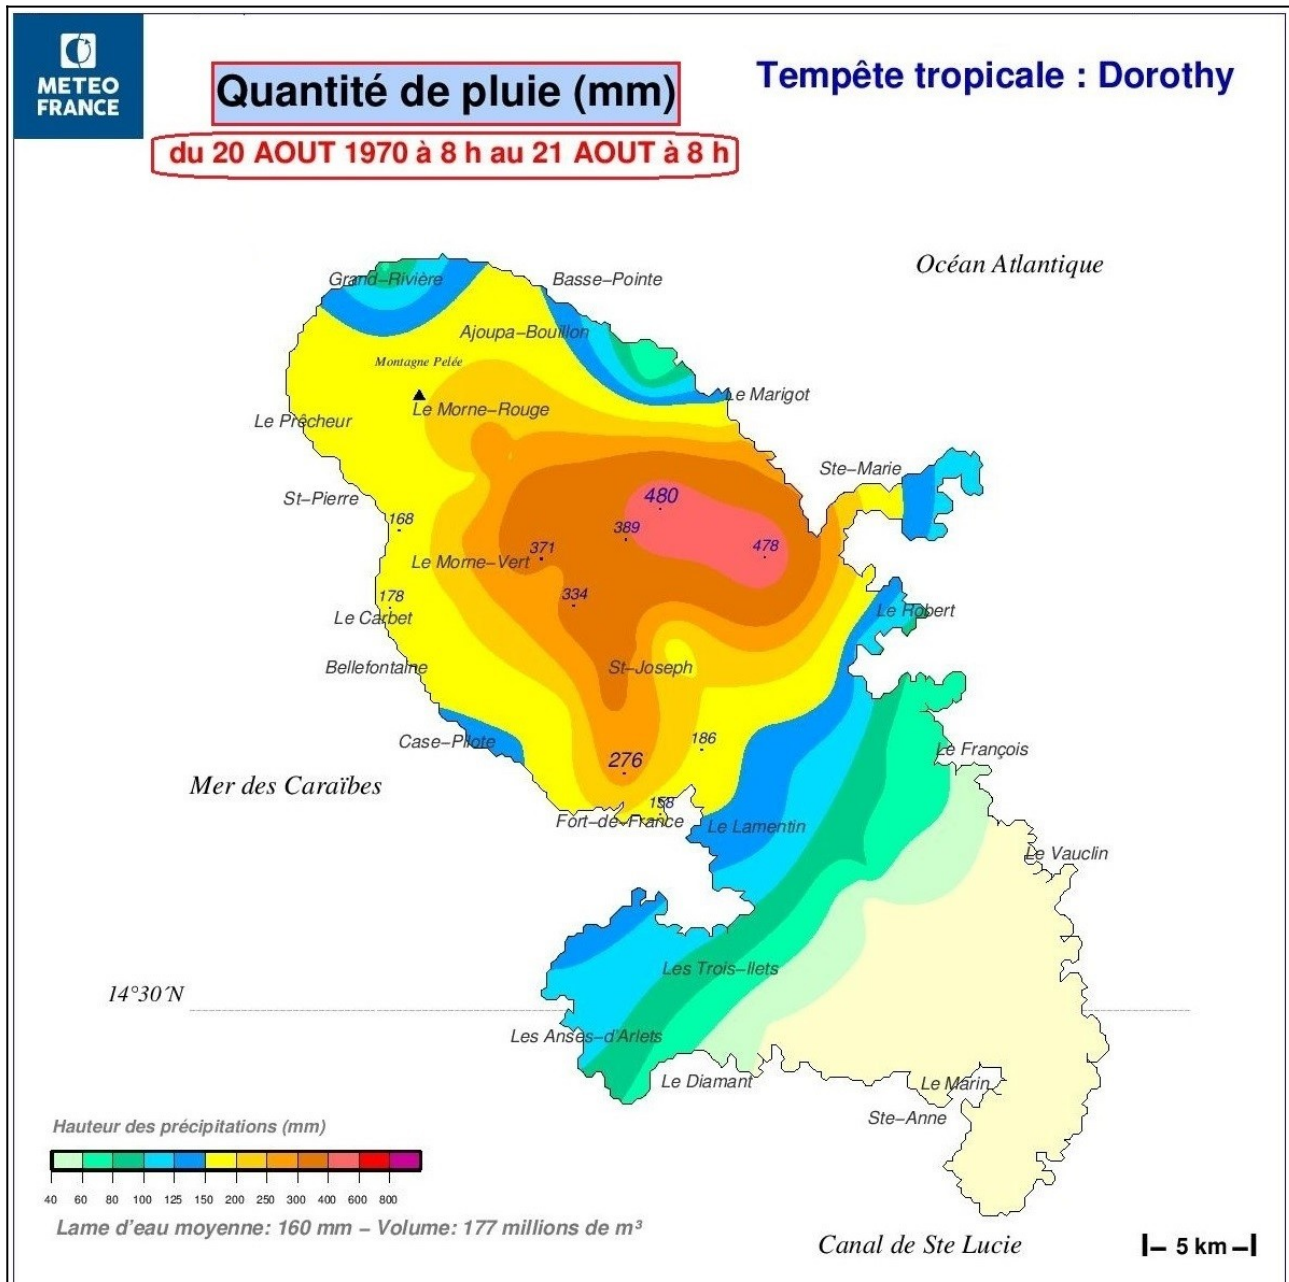 METEO
FRANCE
Quantité de pluie (mm)
Tempête tropicale : Dorothy
du 20 AOUT 1970 à 8 h au 21 AOUT à 8 h
Océan Atlantique
Grand-Rivière
Basse-Pointe
Ajoupa-Bouillon
Montagne Pelée
Le Marigot
Le Morne-Rouge
Le Prêcheur
Ste-Marie
St-Pierre
480
168
389
371
478
Le Morne-Vert
178
334
Le Carbet
Le Robert
Bellefontaine
St-Joseph
Case-Pilote
186
Le François
276
Mer des Caraïbes
158
Fort-de-France
Le Lamentin
Le Vauclin
Les Trois-Ilets
14°30´N
Les Anses-d'Arlets
Le Diamant
Le Marin
Ste-Anne
Hauteur des précipitations (mm)
40 60 80 100 125 150 200 250 300 400 600 800
Lame d'eau moyenne: 160 mm – Volume: 177 millions de m³
Canal de Ste Lucie
5 km